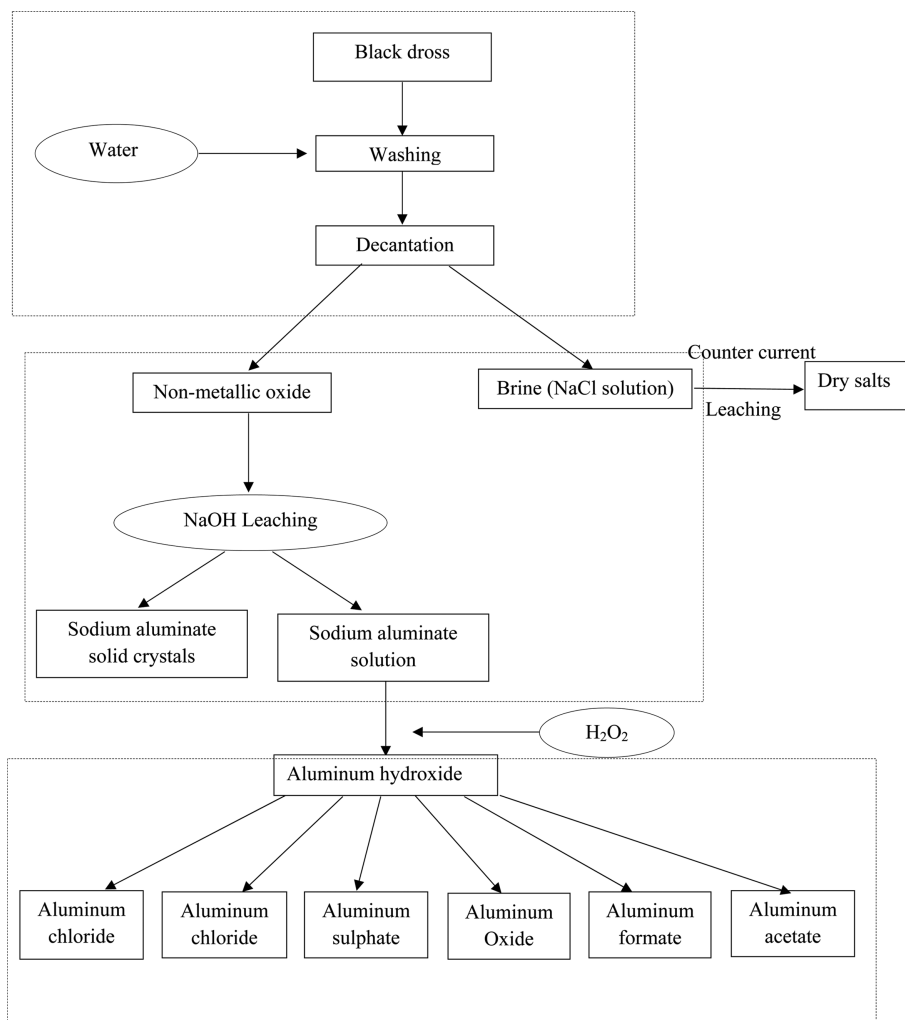 Black dross
Water
Washing
Decantation
Counter current
Non-metallic oxide
Brine (NaCl solution)
Dry salts
Leaching
NaOH Leaching
Sodium aluminate
solid crystals
Sodium aluminate
solution
H₂O₂
Aluminum hydroxide
Aluminum
chloride
Aluminum
chloride
Aluminum
sulphate
Aluminum
Oxide
Aluminum
formate
Aluminum
acetate